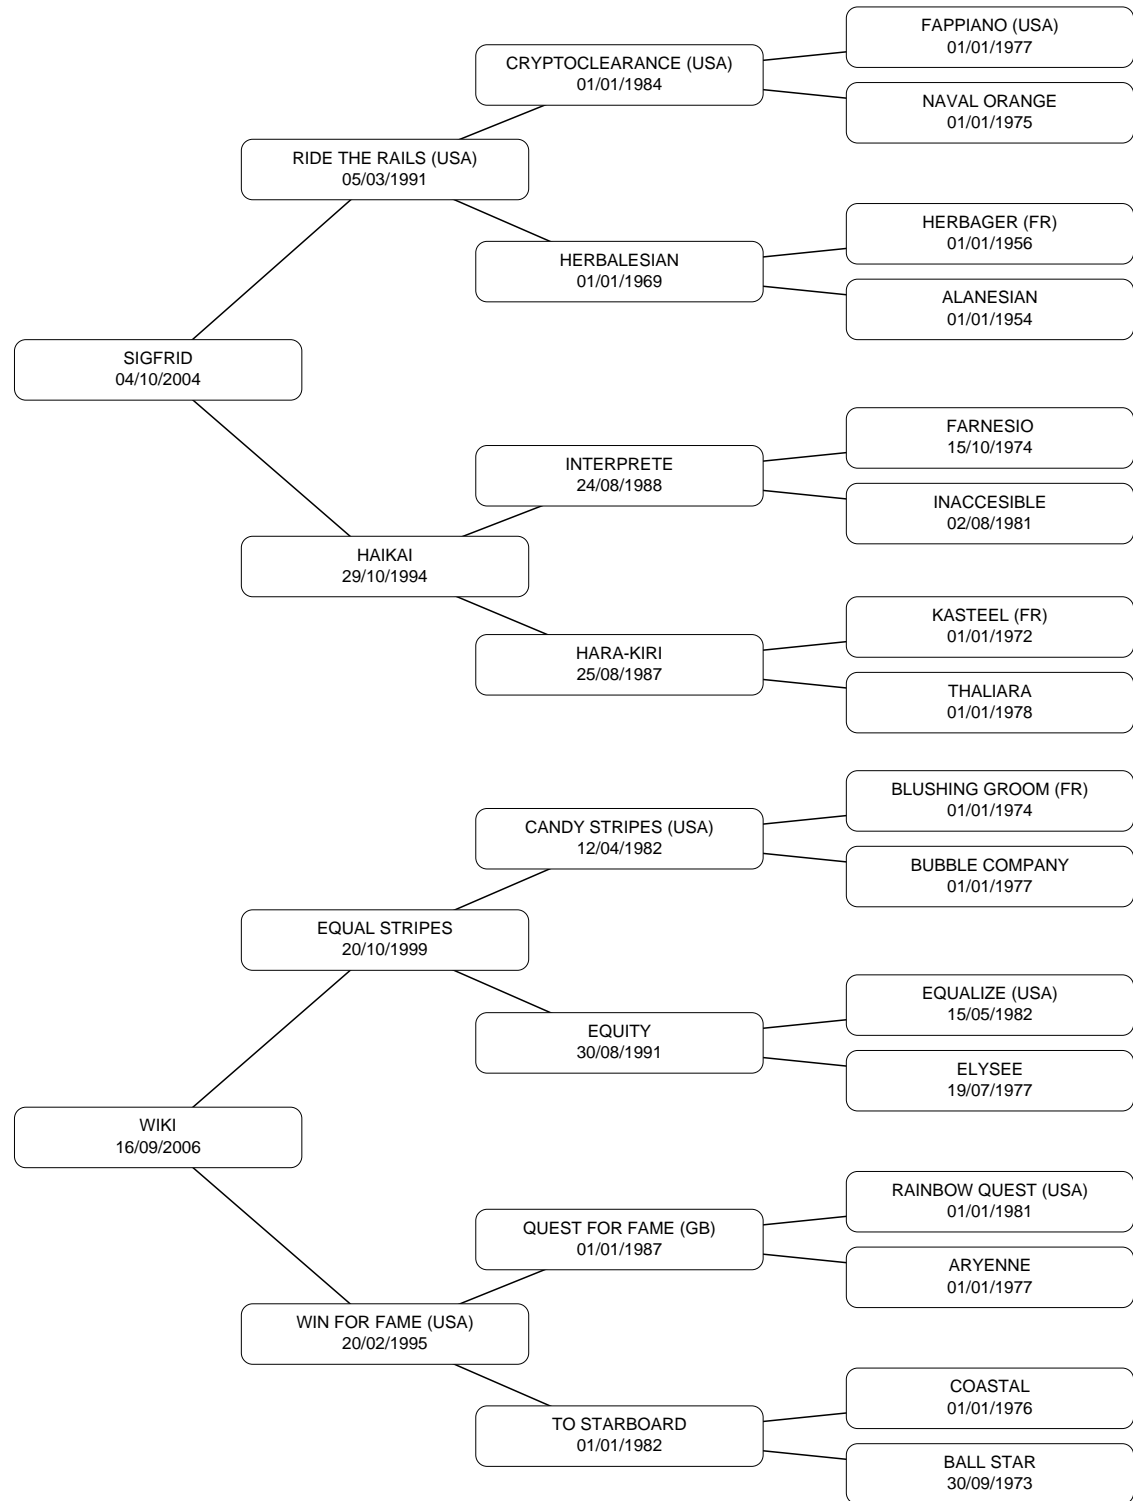 FAPPIANO (USA)
01/01/1977
CRYPTOCLEARANCE (USA)
01/01/1984
NAVAL ORANGE
01/01/1975
RIDE THE RAILS (USA)
05/03/1991
HERBAGER (FR)
01/01/1956
HERBALESIAN
01/01/1969
ALANESIAN
01/01/1954
SIGFRID
04/10/2004
FARNESIO
15/10/1974
INTERPRETE
24/08/1988
INACCESIBLE
02/08/1981
HAIKAI
29/10/1994
KASTEEL (FR)
01/01/1972
HARA-KIRI
25/08/1987
THALIARA
01/01/1978
BLUSHING GROOM (FR)
01/01/1974
CANDY STRIPES (USA)
12/04/1982
BUBBLE COMPANY
01/01/1977
EQUAL STRIPES
20/10/1999
EQUALIZE (USA)
15/05/1982
EQUITY
30/08/1991
ELYSEE
19/07/1977
WIKI
16/09/2006
RAINBOW QUEST (USA)
01/01/1981
QUEST FOR FAME (GB)
01/01/1987
ARYENNE
01/01/1977
WIN FOR FAME (USA)
20/02/1995
COASTAL
01/01/1976
TO STARBOARD
01/01/1982
BALL STAR
30/09/1973